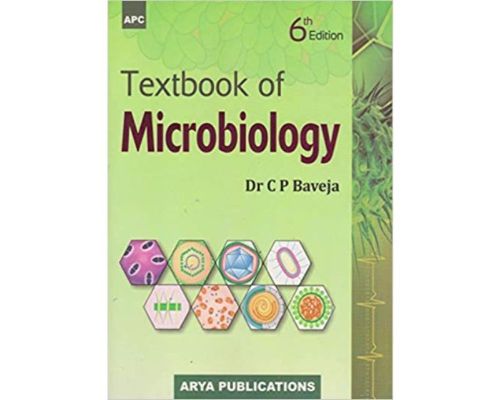 APC
6th
Edition
Textbook of
Microbiology
Dr C P Baveja
ARYA PUBLICATIONS